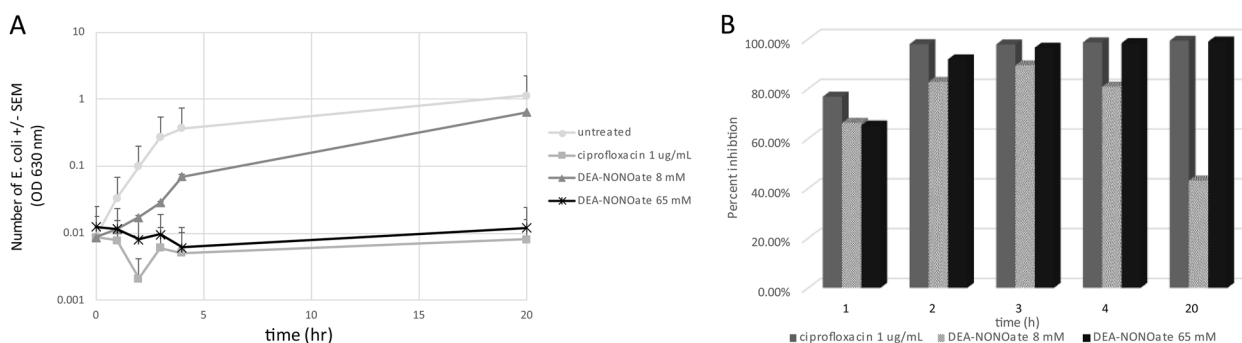 A
Number of E. coli +/- SEM
(OD 630 nm)
10
1
0.1
0.01
0.001
0
5
10
15
20
time (hr)
untreated
ciprofloxacin 1 ug/mL
DEA-NONOate 8 mM
DEA-NONOate 65 mM
B
Percent inhibtion
100.00%
80.00%
60.00%
40.00%
20.00%
0.00%
1
2
3
4
20
time (h)
ciprofloxacin 1 ug/mL
DEA-NONOate 8 mM
DEA-NONOate 65 mM